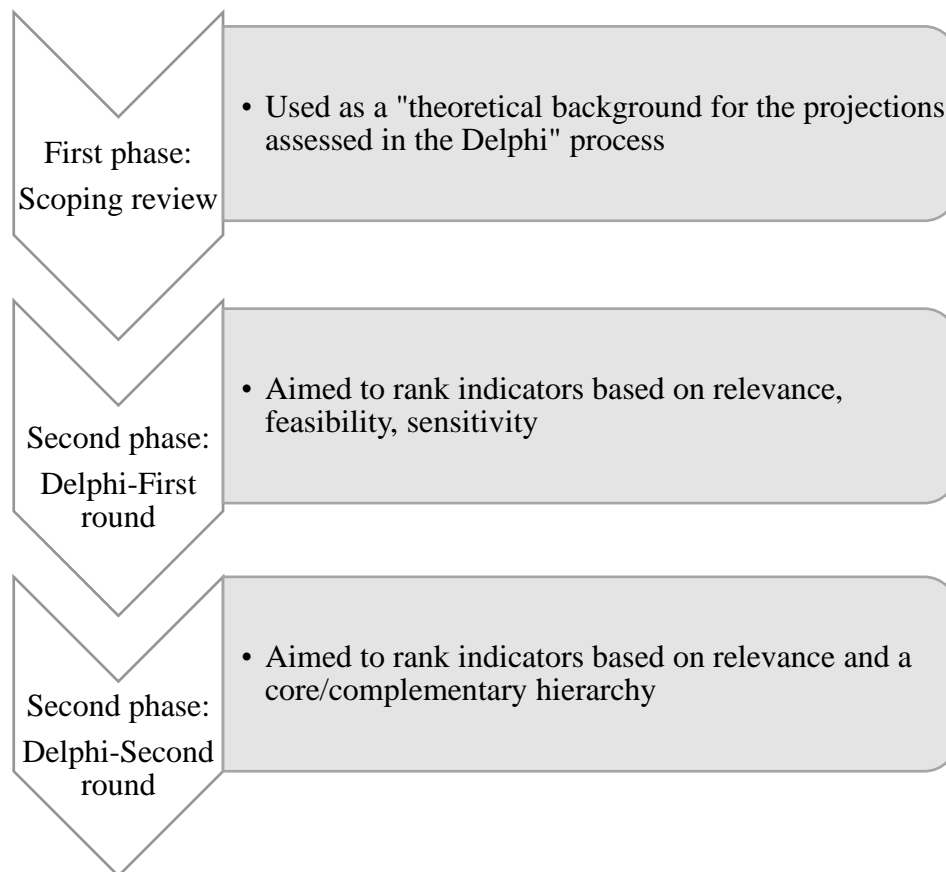 First phase:
Scoping review
• Used as a "theoretical background for the projections
assessed in the Delphi" process
Second phase:
Delphi-First
round
• Aimed to rank indicators based on relevance,
feasibility, sensitivity
Second phase:
Delphi-Second
round
• Aimed to rank indicators based on relevance and a
core/complementary hierarchy